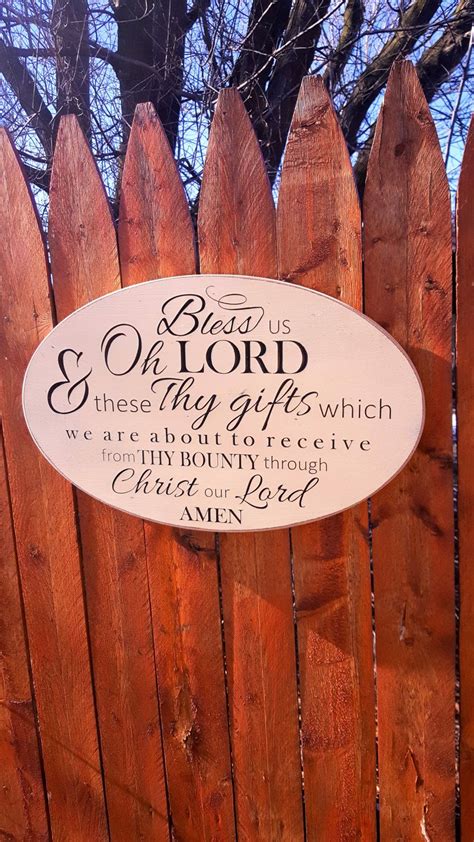 Bless us
Oh LORD
& these Thy gifts which
we are about to receive
from THY BOUNTY through
Christ our Lord
AMEN